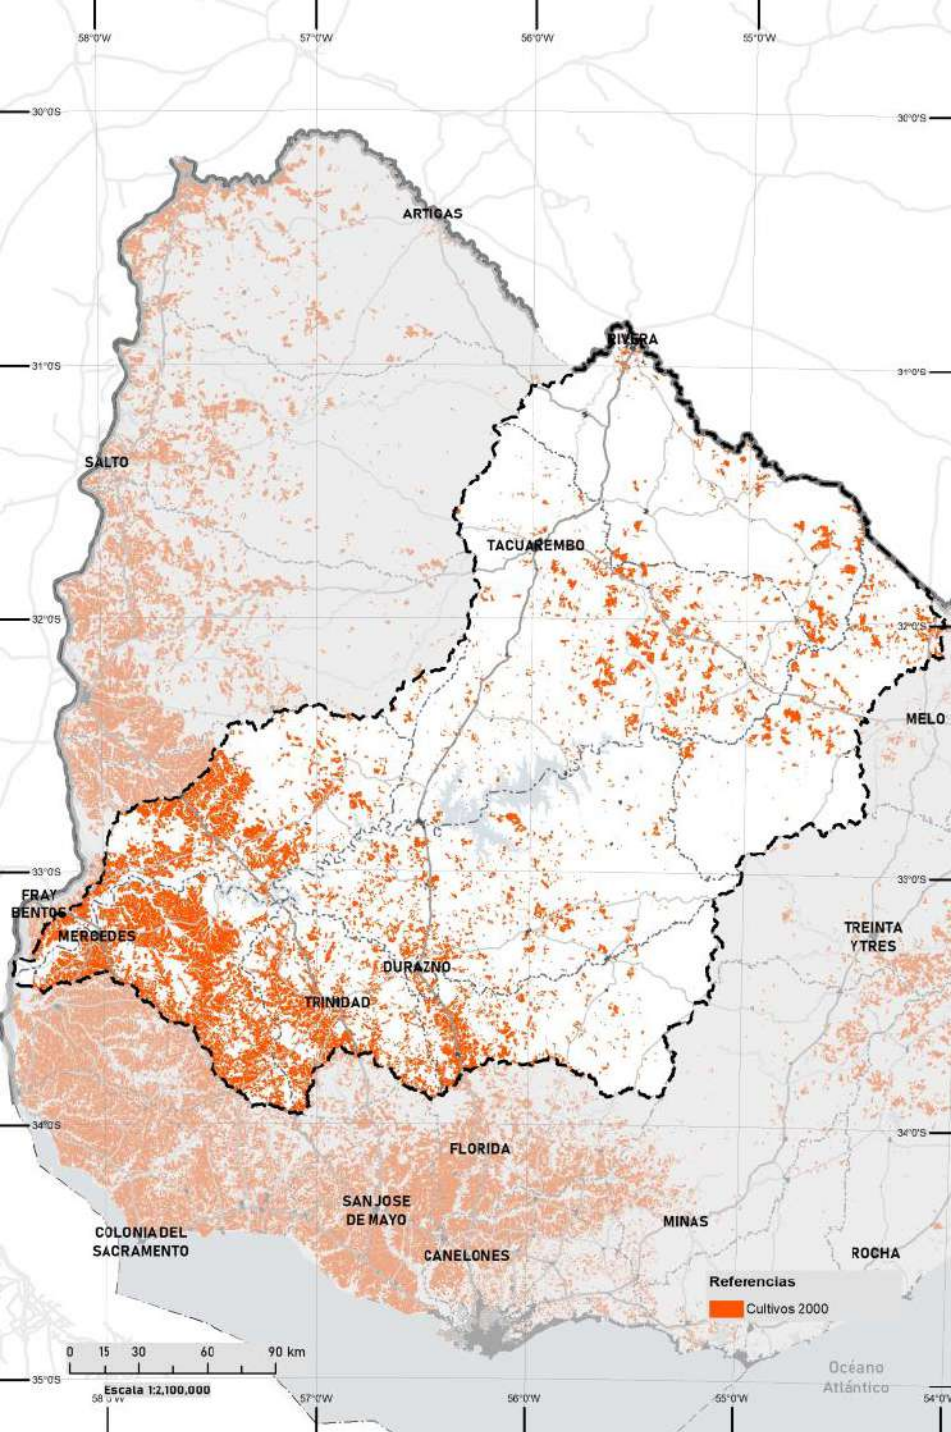 58°0'W
57°0'W
56°0'W
55°0'W
30°0'S
30°0'S
ARTIGAS
RIVERA
31°0'S
31°0'S
SALTO
TACUAREMBO
32°0'S
32°0'S
MELO
33°0'S
33°0'S
FRAY
BENTOS
MERCEDES
TREINTA
Y TRES
DURAZNO
TRINIDAD
34°0'S
34°0'S
FLORIDA
SAN JOSE
DE MAYO
MINAS
COLONIA DEL
SACRAMENTO
CANELONES
ROCHA
Referencias
Cultivos 2000
0 15 30 60 90 km
Océano
Atlántico
35°0'S
Escala 1:2,100,000
57°0'W
56°0'W
55°0'W
54°0'W